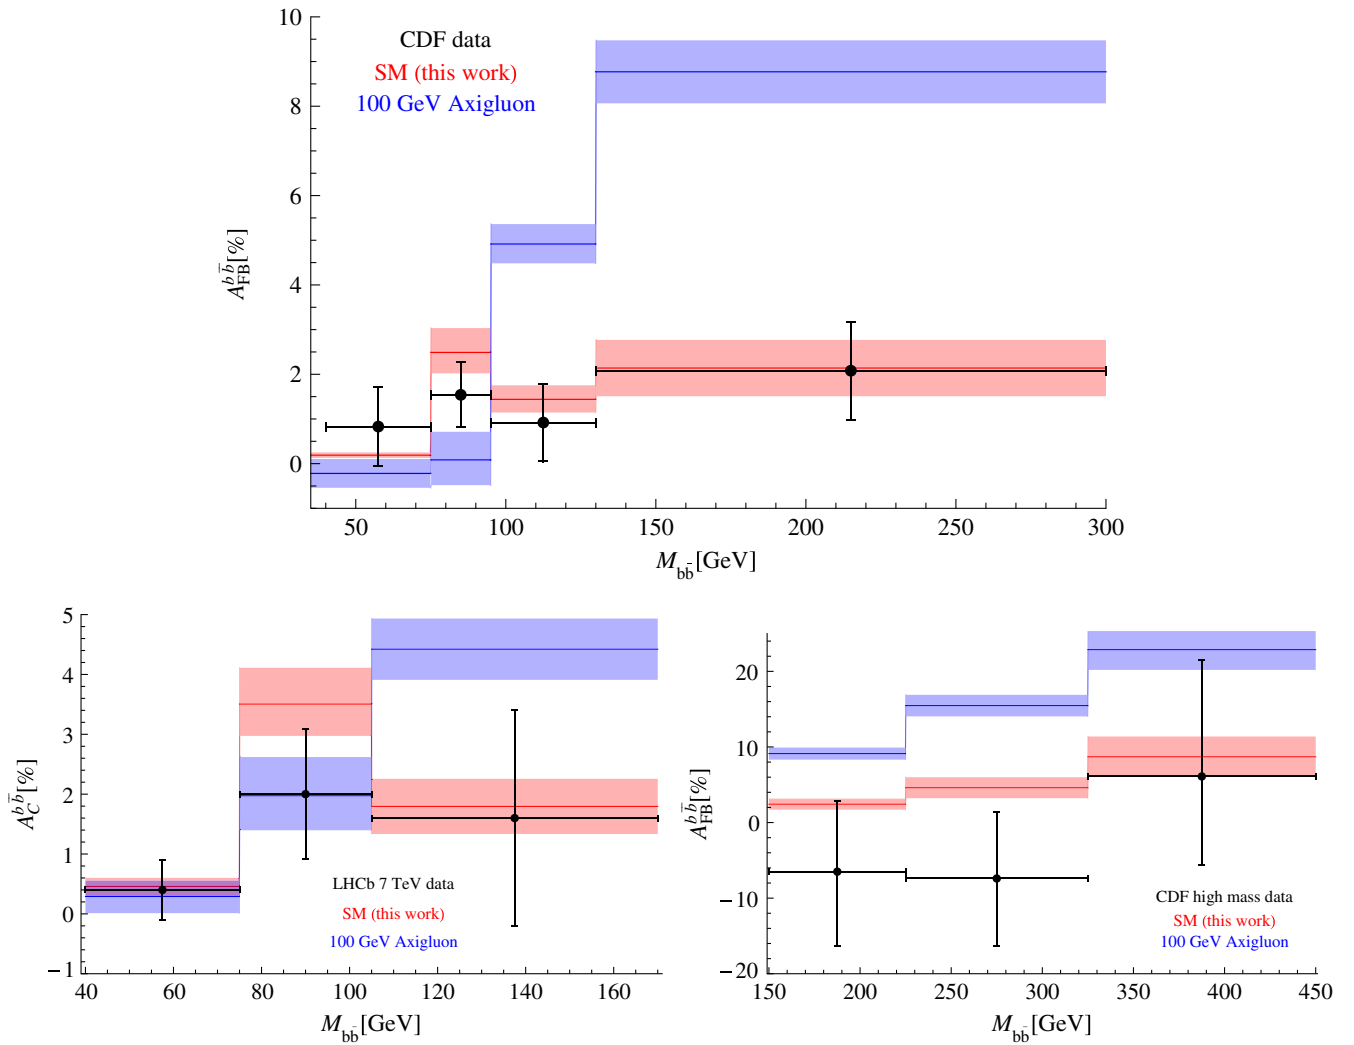 10
8
6
4
2
0
CDF data
SM (this work)
100 GeV Axigluon
A_FB^{b b̄}[%]
50 100 150 200 250 300
M_{bb̄}[GeV]
5
4
3
2
1
0
−1
A_C^{b b̄}[%]
LHCb 7 TeV data
SM (this work)
100 GeV Axigluon
40 60 80 100 120 140 160
M_{bb̄}[GeV]
20
10
0
−10
−20
A_FB^{b b̄}[%]
CDF high mass data
SM (this work)
100 GeV Axigluon
150 200 250 300 350 400 450
M_{bb̄}[GeV]